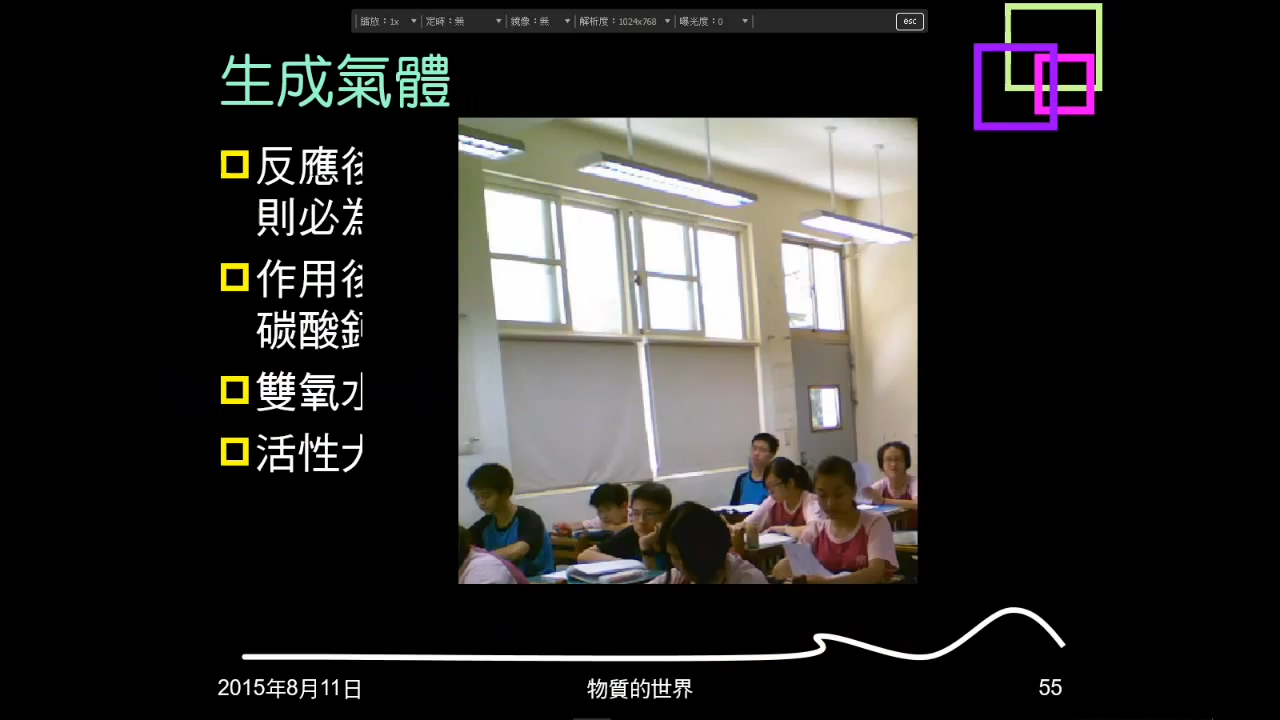 縮放：1x 定時：無 鏡像：無 解析度：1024x768 曝光度：0 esc
生成氣體
反應後
則必為
作用後
碳酸鈣
雙氧水
活性大
2015年8月11日 物質的世界 55